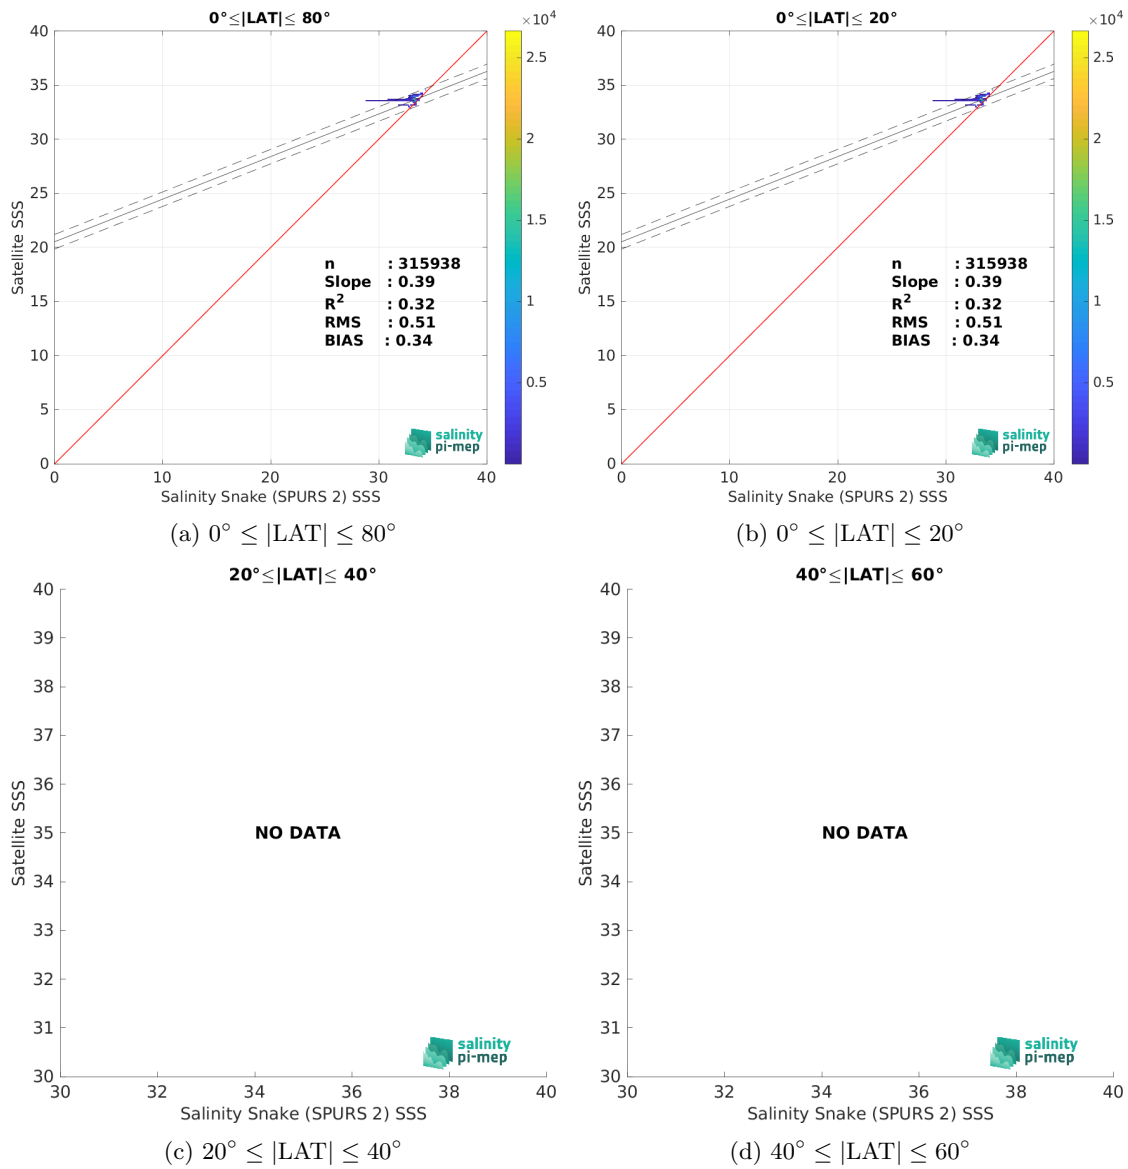 0°≤|LAT|≤ 80°
×10⁴
40
35
30
25
20
15
10
5
0
Satellite SSS
n : 315938
Slope : 0.39
R² : 0.32
RMS : 0.51
BIAS : 0.34
salinity
pi-mep
2.5
2
1.5
1
0.5
0 10 20 30 40
Salinity Snake (SPURS 2) SSS
(a) 0° ≤ |LAT| ≤ 80°
0°≤|LAT|≤ 20°
×10⁴
40
35
30
25
20
15
10
5
0
Satellite SSS
n : 315938
Slope : 0.39
R² : 0.32
RMS : 0.51
BIAS : 0.34
salinity
pi-mep
2.5
2
1.5
1
0.5
0 10 20 30 40
Salinity Snake (SPURS 2) SSS
(b) 0° ≤ |LAT| ≤ 20°
20°≤|LAT|≤ 40°
40
39
38
37
36
35
34
33
32
31
30
Satellite SSS
NO DATA
salinity
pi-mep
30 32 34 36 38 40
Salinity Snake (SPURS 2) SSS
(c) 20° ≤ |LAT| ≤ 40°
40°≤|LAT|≤ 60°
40
39
38
37
36
35
34
33
32
31
30
Satellite SSS
NO DATA
salinity
pi-mep
30 32 34 36 38 40
Salinity Snake (SPURS 2) SSS
(d) 40° ≤ |LAT| ≤ 60°